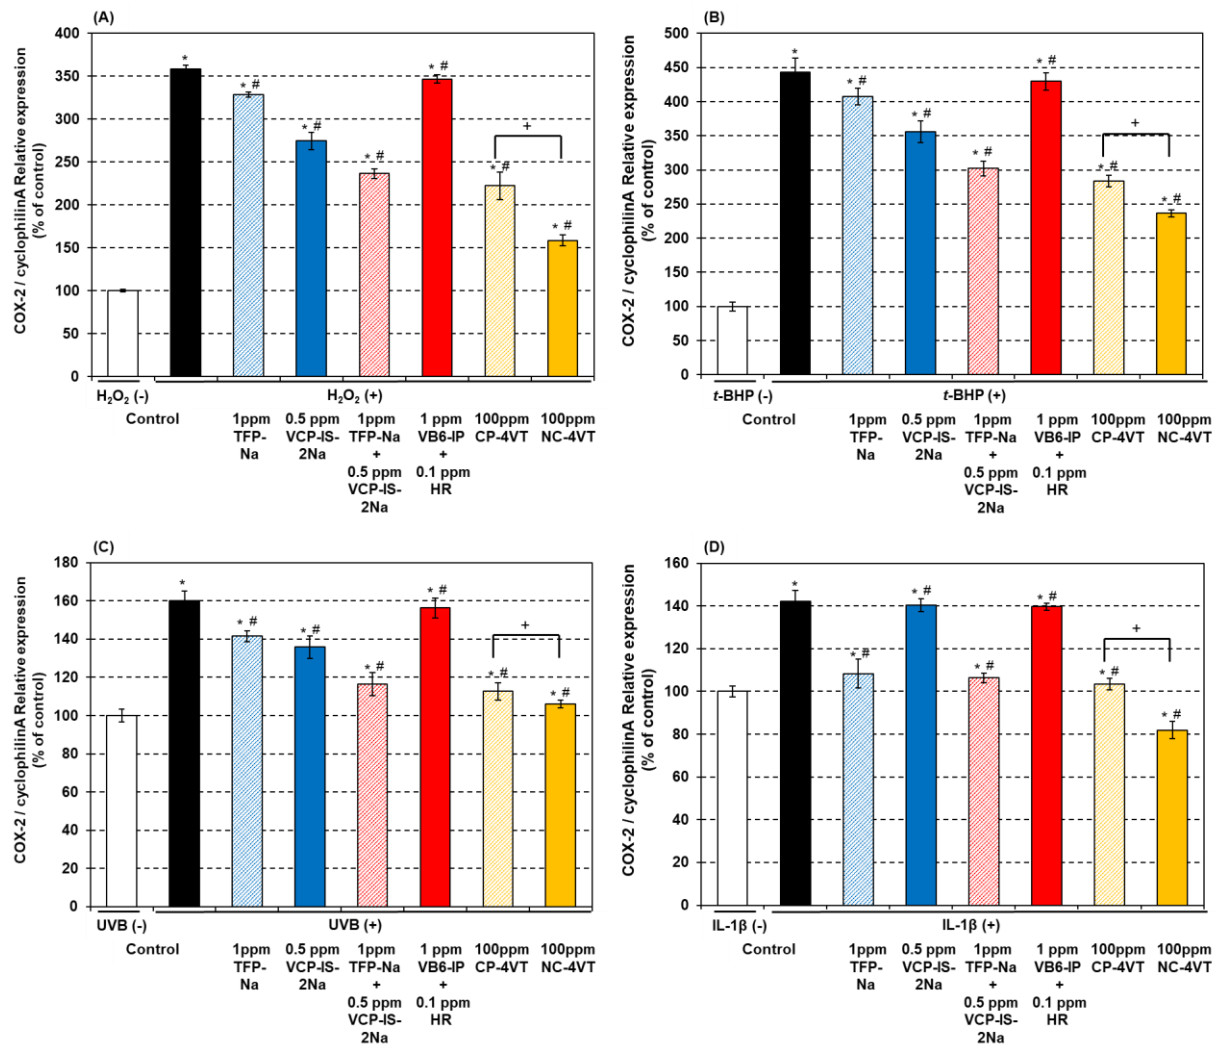 (A)
COX-2 / cyclophilinA Relative expression
(% of control)
400
350
300
250
200
150
100
50
0
*
* #
* #
* #
* #
* #
* #
+
H₂O₂ (-)
H₂O₂ (+)
Control
1ppm
TFP-
Na
0.5 ppm
VCP-IS-
2Na
1ppm
TFP-Na
+
0.5 ppm
VCP-IS-
2Na
1 ppm
VB6-IP
+
0.1 ppm
HR
100ppm
CP-4VT
100ppm
NC-4VT
(B)
COX-2 / cyclophilinA Relative expression
(% of control)
500
450
400
350
300
250
200
150
100
50
0
*
* #
* #
* #
* #
* #
* #
+
t-BHP (-)
t-BHP (+)
Control
1ppm
TFP-
Na
0.5 ppm
VCP-IS-
2Na
1ppm
TFP-Na
+
0.5 ppm
VCP-IS-
2Na
1 ppm
VB6-IP
+
0.1 ppm
HR
100ppm
CP-4VT
100ppm
NC-4VT
(C)
COX-2 / cyclophilinA Relative expression
(% of control)
180
160
140
120
100
80
60
40
20
0
*
* #
* #
* #
* #
* #
* #
+
UVB (-)
UVB (+)
Control
1ppm
TFP-
Na
0.5 ppm
VCP-IS-
2Na
1ppm
TFP-Na
+
0.5 ppm
VCP-IS-
2Na
1 ppm
VB6-IP
+
0.1 ppm
HR
100ppm
CP-4VT
100ppm
NC-4VT
(D)
COX-2 / cyclophilinA Relative expression
(% of control)
160
140
120
100
80
60
40
20
0
*
* #
* #
* #
* #
* #
* #
+
IL-1β (-)
IL-1β (+)
Control
1ppm
TFP-
Na
0.5 ppm
VCP-IS-
2Na
1ppm
TFP-Na
+
0.5 ppm
VCP-IS-
2Na
1 ppm
VB6-IP
+
0.1 ppm
HR
100ppm
CP-4VT
100ppm
NC-4VT